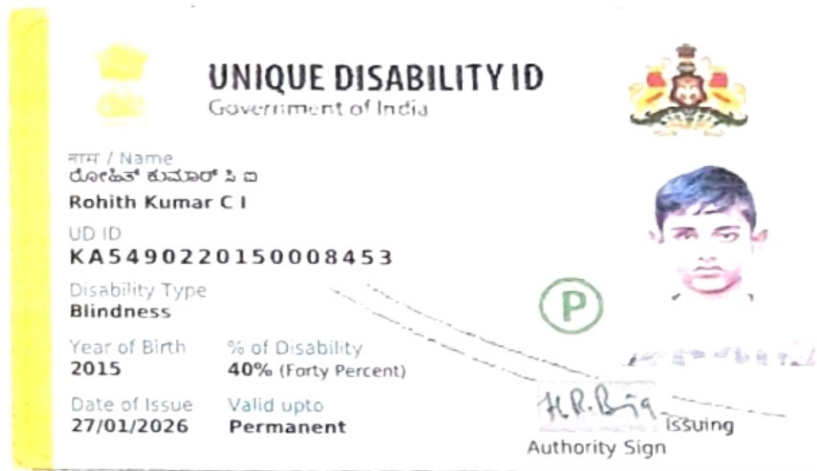 UNIQUE DISABILITY ID
Government of India
नाम / Name
ರೋಹಿತ್ ಕುಮಾರ್ ಸಿ ಐ
Rohith Kumar C I
UD ID
KA5490220150008453
Disability Type
Blindness
P
Year of Birth % of Disability
2015 40% (Forty Percent)
Date of Issue Valid upto
27/01/2026 Permanent
Issuing
Authority Sign